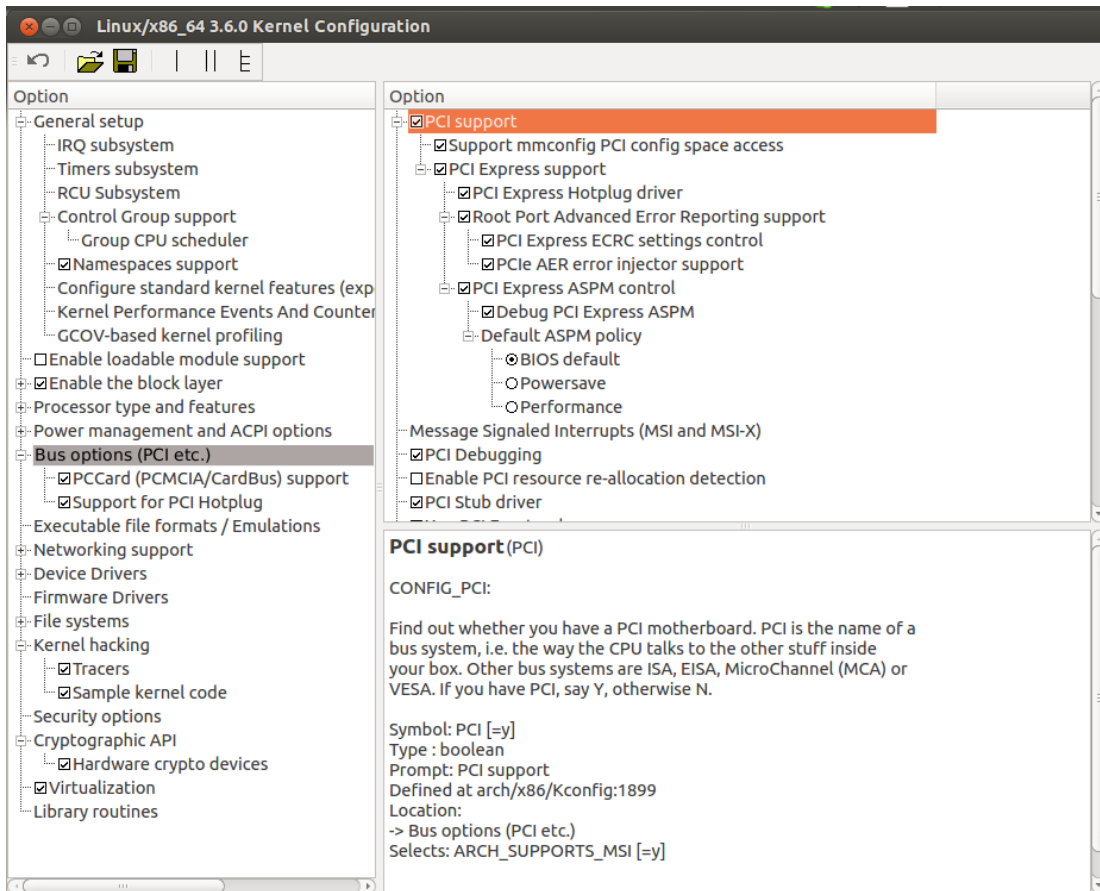 Linux/x86_64 3.6.0 Kernel Configuration
Option
General setup
IRQ subsystem
Timers subsystem
RCU Subsystem
Control Group support
Group CPU scheduler
Namespaces support
Configure standard kernel features (exp
Kernel Performance Events And Counter
GCOV-based kernel profiling
Enable loadable module support
Enable the block layer
Processor type and features
Power management and ACPI options
Bus options (PCI etc.)
PCCard (PCMCIA/CardBus) support
Support for PCI Hotplug
Executable file formats / Emulations
Networking support
Device Drivers
Firmware Drivers
File systems
Kernel hacking
Tracers
Sample kernel code
Security options
Cryptographic API
Hardware crypto devices
Virtualization
Library routines
Option
PCI support
Support mmconfig PCI config space access
PCI Express support
PCI Express Hotplug driver
Root Port Advanced Error Reporting support
PCI Express ECRC settings control
PCIe AER error injector support
PCI Express ASPM control
Debug PCI Express ASPM
Default ASPM policy
BIOS default
Powersave
Performance
Message Signaled Interrupts (MSI and MSI-X)
PCI Debugging
Enable PCI resource re-allocation detection
PCI Stub driver
PCI support (PCI)
CONFIG_PCI:
Find out whether you have a PCI motherboard. PCI is the name of a
bus system, i.e. the way the CPU talks to the other stuff inside
your box. Other bus systems are ISA, EISA, MicroChannel (MCA) or
VESA. If you have PCI, say Y, otherwise N.
Symbol: PCI [=y]
Type : boolean
Prompt: PCI support
Defined at arch/x86/Kconfig:1899
Location:
-> Bus options (PCI etc.)
Selects: ARCH_SUPPORTS_MSI [=y]